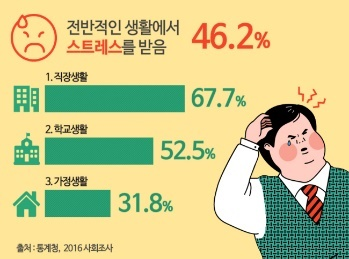 전반적인 생활에서
스트레스를 받음 46.2%
1. 직장생활
67.7%
2. 학교생활
52.5%
3. 가정생활
31.8%
출처 : 통계청, 2016 사회조사